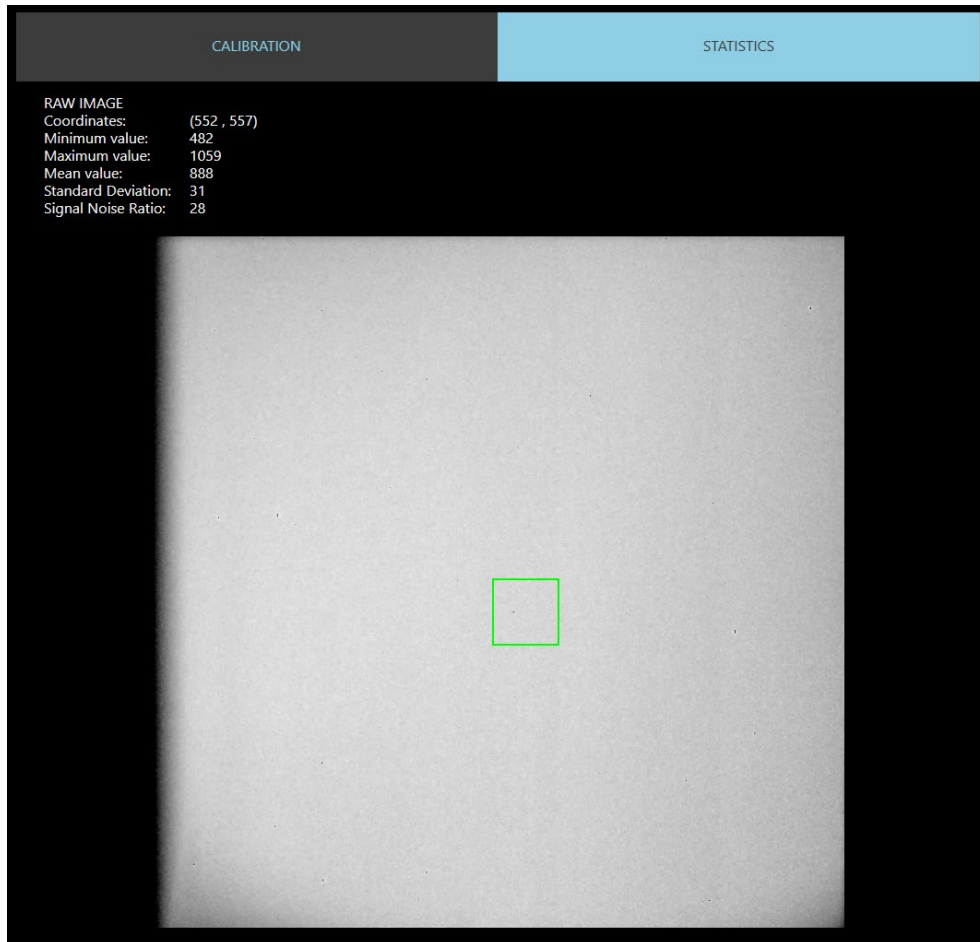 CALIBRATION
STATISTICS
RAW IMAGE
Coordinates: (552 , 557)
Minimum value: 482
Maximum value: 1059
Mean value: 888
Standard Deviation: 31
Signal Noise Ratio: 28